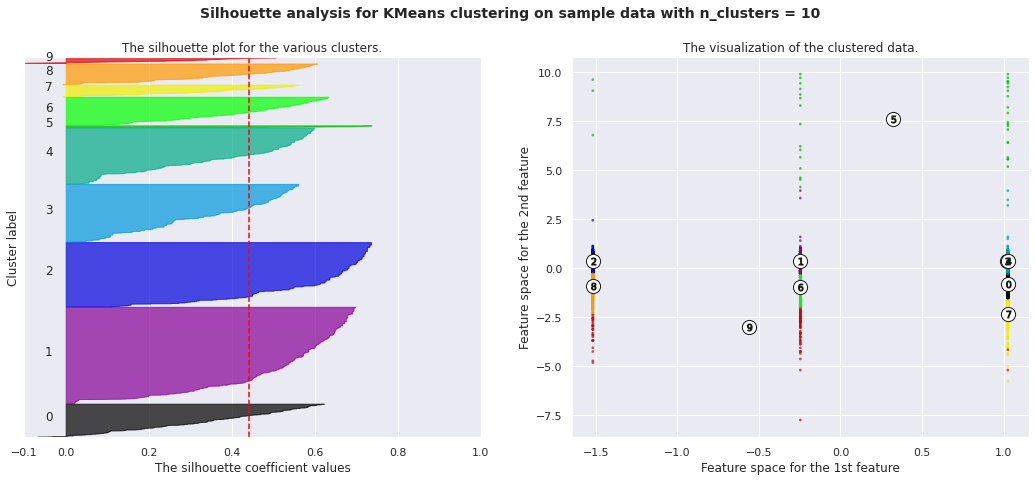 Silhouette analysis for KMeans clustering on sample data with n_clusters = 10
The silhouette plot for the various clusters.
Cluster label
9
8
7
6
5
4
3
2
1
0
−0.1 0.0 0.2 0.4 0.6 0.8 1.0
The silhouette coefficient values
The visualization of the clustered data.
Feature space for the 2nd feature
10.0
7.5
5.0
2.5
0.0
−2.5
−5.0
−7.5
5
2 1
8 6 0
7
9
−1.5 −1.0 −0.5 0.0 0.5 1.0
Feature space for the 1st feature